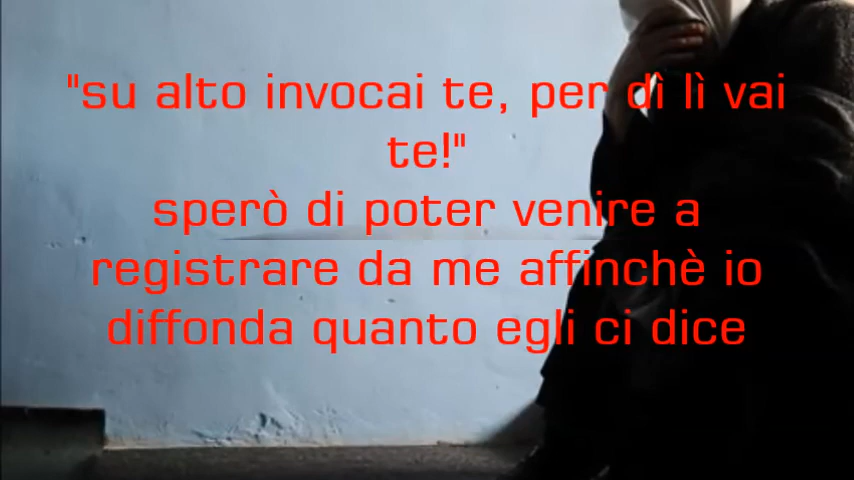 "su alto invocai te, per dì lì vai
te!"
sperò di poter venire a
registrare da me affinchè io
diffonda quanto egli ci dice